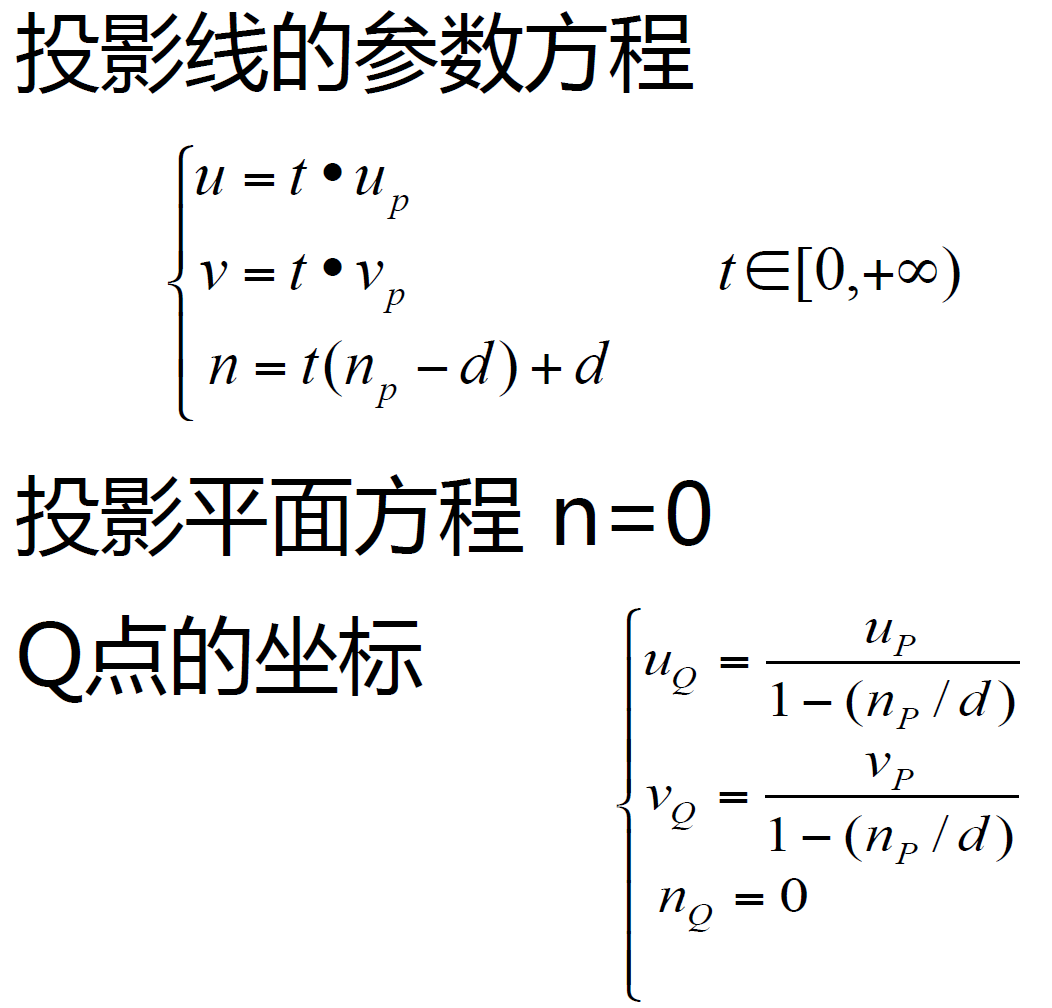 投影线的参数方程
u = t • u_p
v = t • v_p
n = t(n_p − d) + d
t∈[0,+∞)
投影平面方程 n=0
Q点的坐标
u_Q = u_P / (1 − (n_P / d))
v_Q = v_P / (1 − (n_P / d))
n_Q = 0